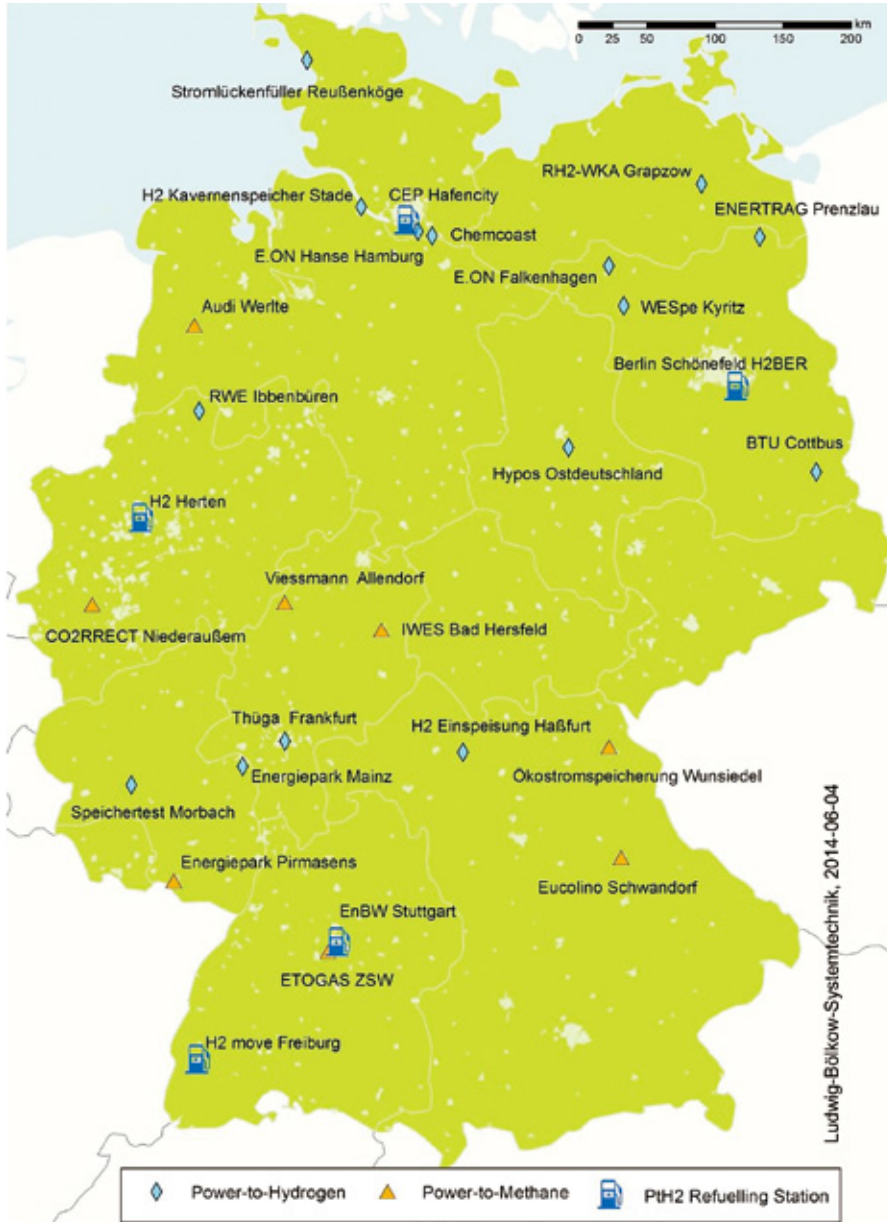 km
0 25 50 100 150 200
Stromlückenfüller Reußenköge
RH2-WKA Grapzow
H2 Kavernenspeicher Stade
CEP Hafencity
ENERTRAG Prenzlau
Chemcoast
E.ON Hanse Hamburg
E.ON Falkenhagen
Audi Werlte
WESpe Kyritz
Berlin Schönefeld H2BER
RWE Ibbenbüren
BTU Cottbus
Hypos Ostdeutschland
H2 Herten
Viessmann Allendorf
CO2RRECT Niederaußem
IWES Bad Hersfeld
Thüga Frankfurt
H2 Einspeisung Haßfurt
Energiepark Mainz
Ökostromspeicherung Wunsiedel
Speichertest Morbach
Energiepark Pirmasens
Eucolino Schwandorf
EnBW Stuttgart
ETOGAS ZSW
H2 move Freiburg
Ludwig-Bölkow-Systemtechnik, 2014-06-04
Power-to-Hydrogen
Power-to-Methane
PtH2 Refuelling Station